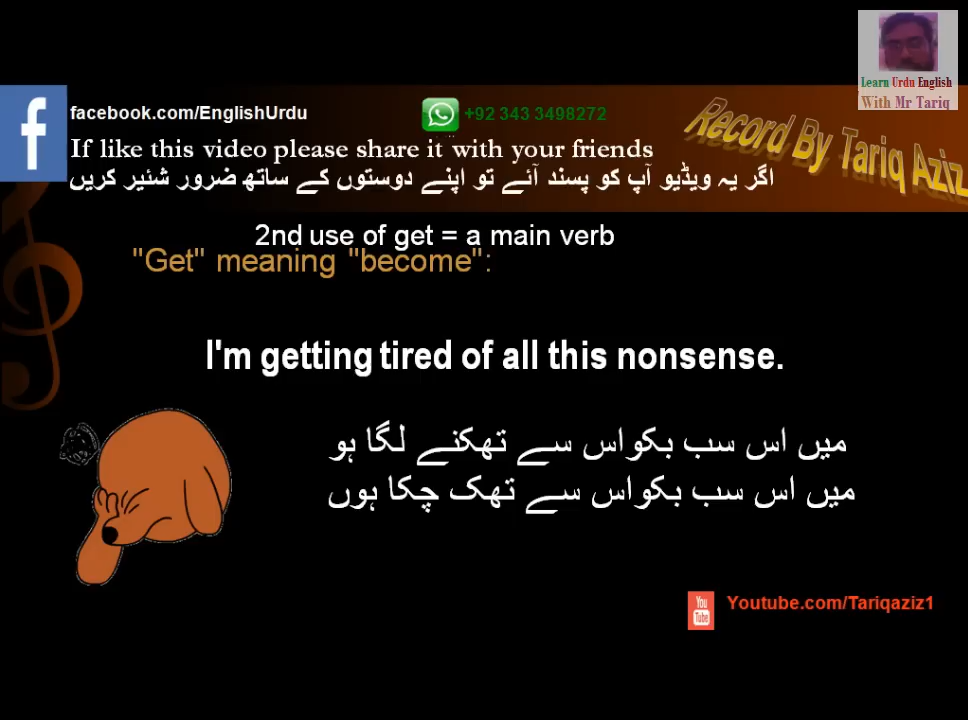 Learn Urdu English
With Mr Tariq
facebook.com/EnglishUrdu
+92 343 3498272
Record By Tariq Aziz
If like this video please share it with your friends
اگر یہ ویڈیو آپ کو پسند آئے تو اپنے دوستوں کے ساتھ ضرور شئیر کریں
2nd use of get = a main verb
"Get" meaning "become":
I'm getting tired of all this nonsense.
میں اس سب بکواس سے تھکنے لگا ہو
میں اس سب بکواس سے تھک چکا ہوں
You
Tube
Youtube.com/Tariqaziz1